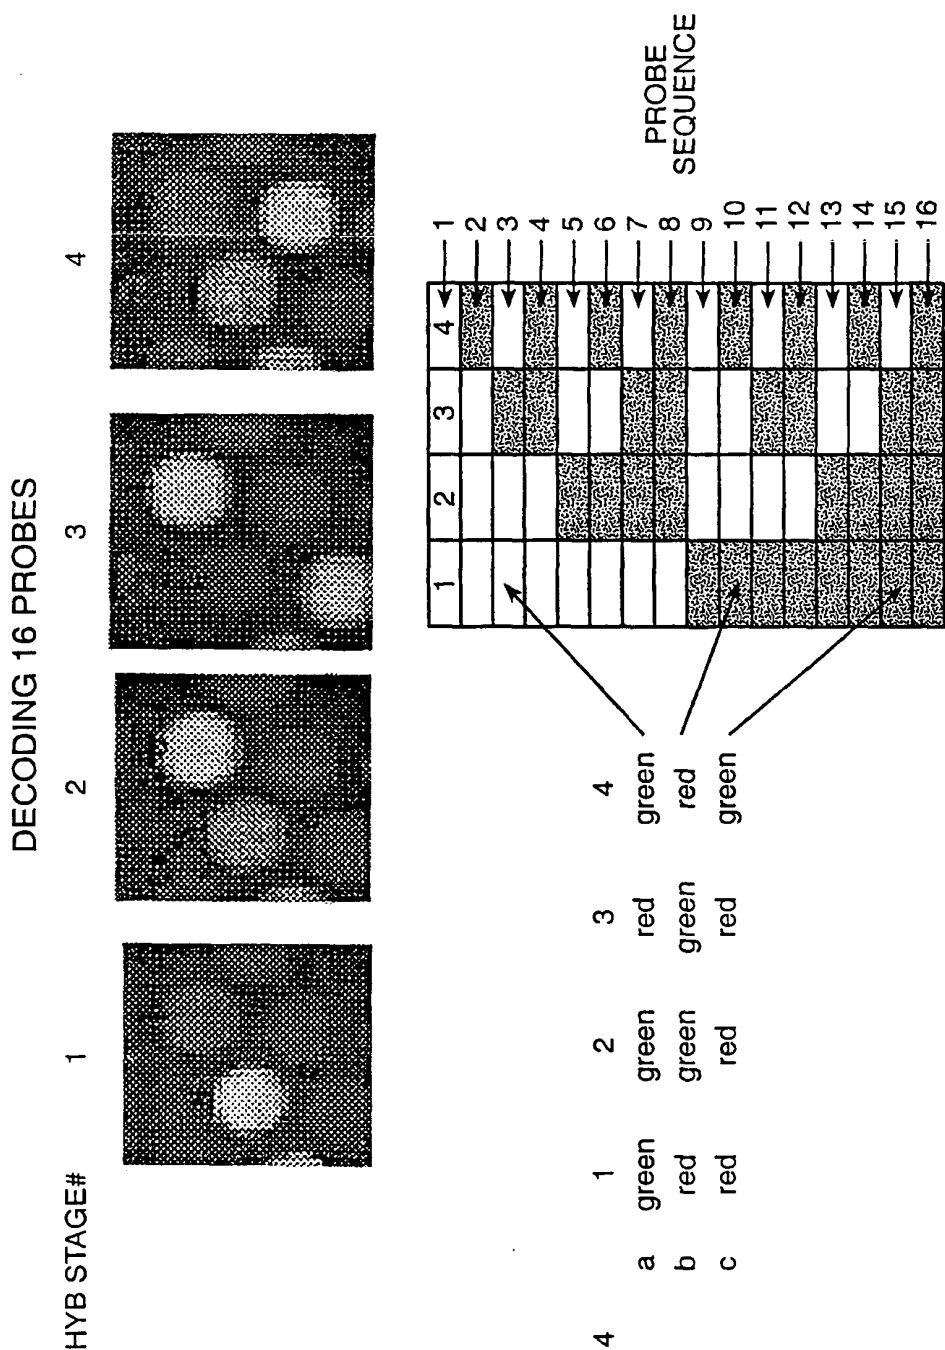 DECODING 16 PROBES
HYB STAGE# 1 2 3 4
4
1 2 3 4
a green green red green
b red green green red
c red red red green
1 2 3 4
1
2
3
4
5
6
7
8
9
10
11
12
13
14
15
16
PROBE
SEQUENCE